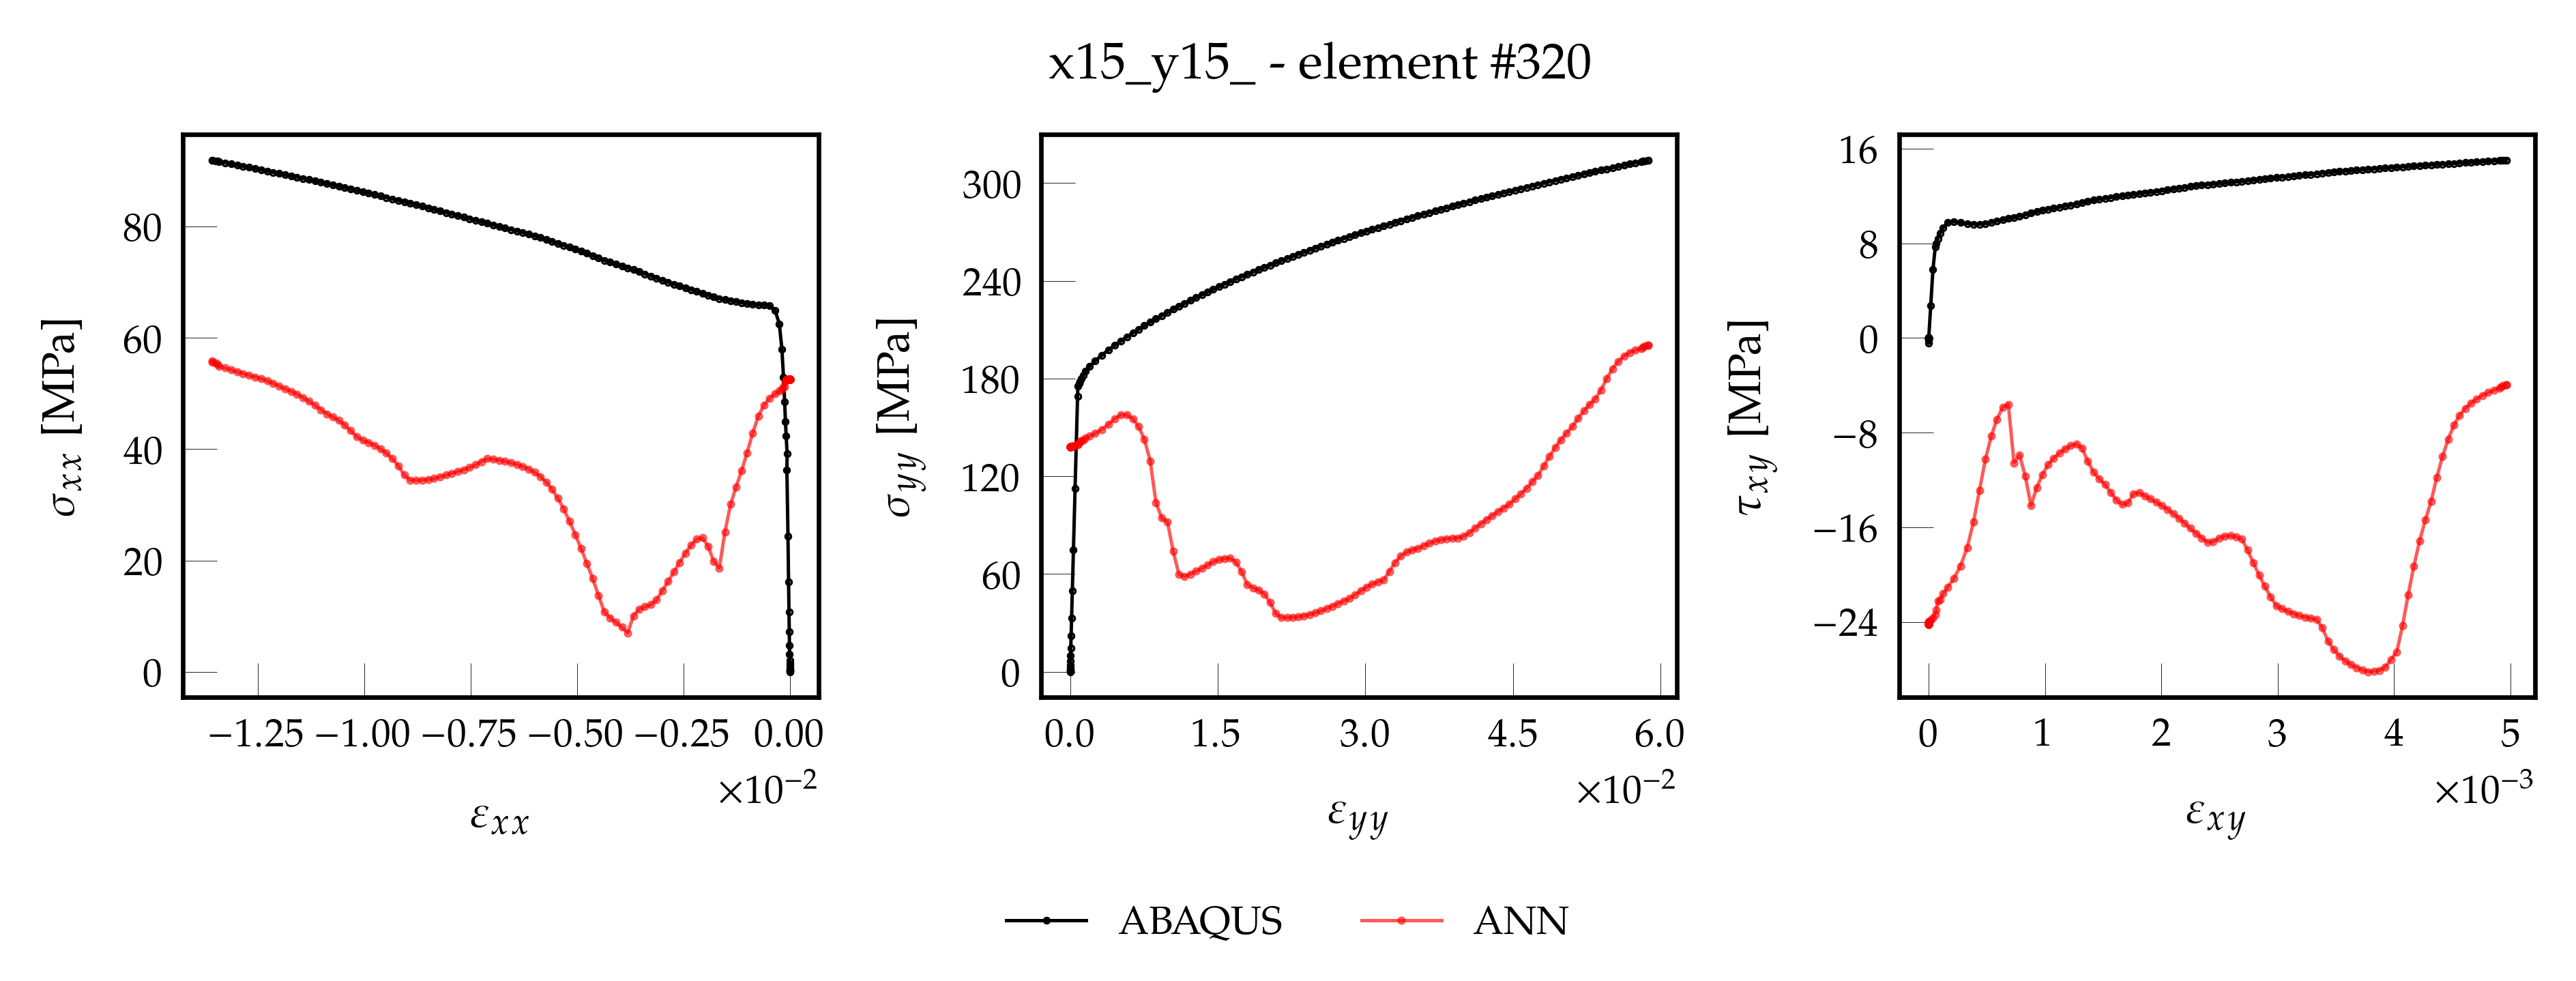 x15_y15_ - element #320
σxx [MPa]
80
60
40
20
0
−1.25 −1.00 −0.75 −0.50 −0.25 0.00
×10−2
εxx
σyy [MPa]
300
240
180
120
60
0
0.0 1.5 3.0 4.5 6.0
×10−2
εyy
τxy [MPa]
16
8
0
−8
−16
−24
0 1 2 3 4 5
×10−3
εxy
ABAQUS ANN